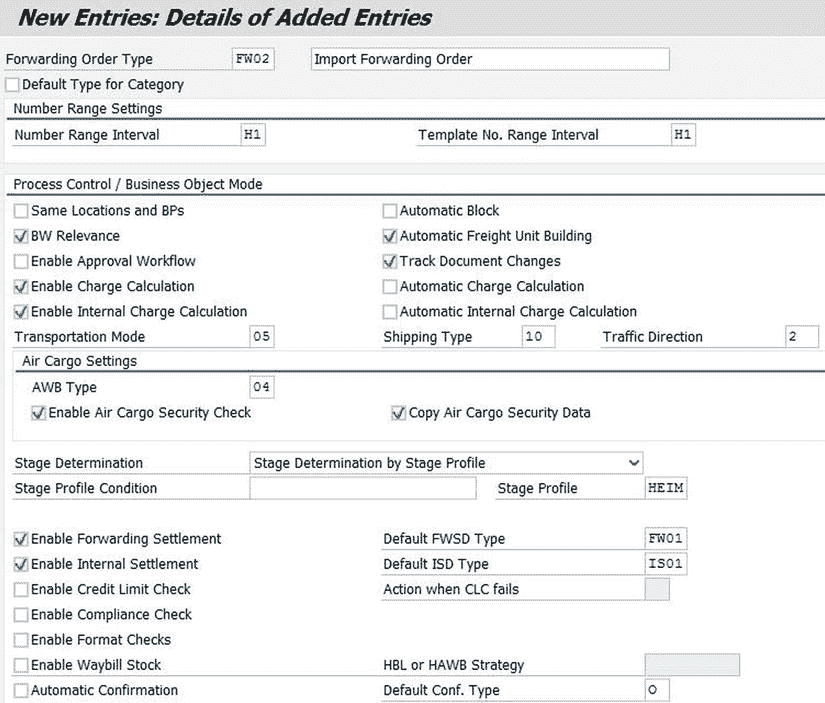 New Entries: Details of Added Entries
Forwarding Order Type FW02 Import Forwarding Order
Default Type for Category
Number Range Settings
Number Range Interval H1 Template No. Range Interval H1
Process Control / Business Object Mode
Same Locations and BPs Automatic Block
BW Relevance Automatic Freight Unit Building
Enable Approval Workflow Track Document Changes
Enable Charge Calculation Automatic Charge Calculation
Enable Internal Charge Calculation Automatic Internal Charge Calculation
Transportation Mode 05 Shipping Type 10 Traffic Direction 2
Air Cargo Settings
AWB Type 04
Enable Air Cargo Security Check Copy Air Cargo Security Data
Stage Determination Stage Determination by Stage Profile
Stage Profile Condition Stage Profile HEIM
Enable Forwarding Settlement Default FWSD Type FW01
Enable Internal Settlement Default ISD Type IS01
Enable Credit Limit Check Action when CLC fails
Enable Compliance Check
Enable Format Checks
Enable Waybill Stock HBL or HAWB Strategy
Automatic Confirmation Default Conf. Type O